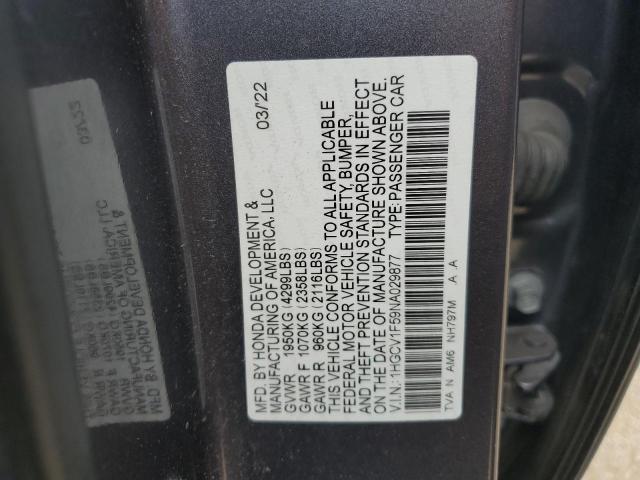 MFD BY HONDA DEVELOPMENT &
MANUFACTURING OF AMERICA, LLC 03/22
GVWR 1950KG (4299LBS)
GAWR F 1070KG (2358LBS)
GAWR R 960KG (2116LBS)
THIS VEHICLE CONFORMS TO ALL APPLICABLE
FEDERAL MOTOR VEHICLE SAFETY, BUMPER,
AND THEFT PREVENTION STANDARDS IN EFFECT
ON THE DATE OF MANUFACTURE SHOWN ABOVE.
V.I.N.: 1HGCV1F59NA029877 TYPE: PASSENGER CAR
TVA N AM6 NH797M A A